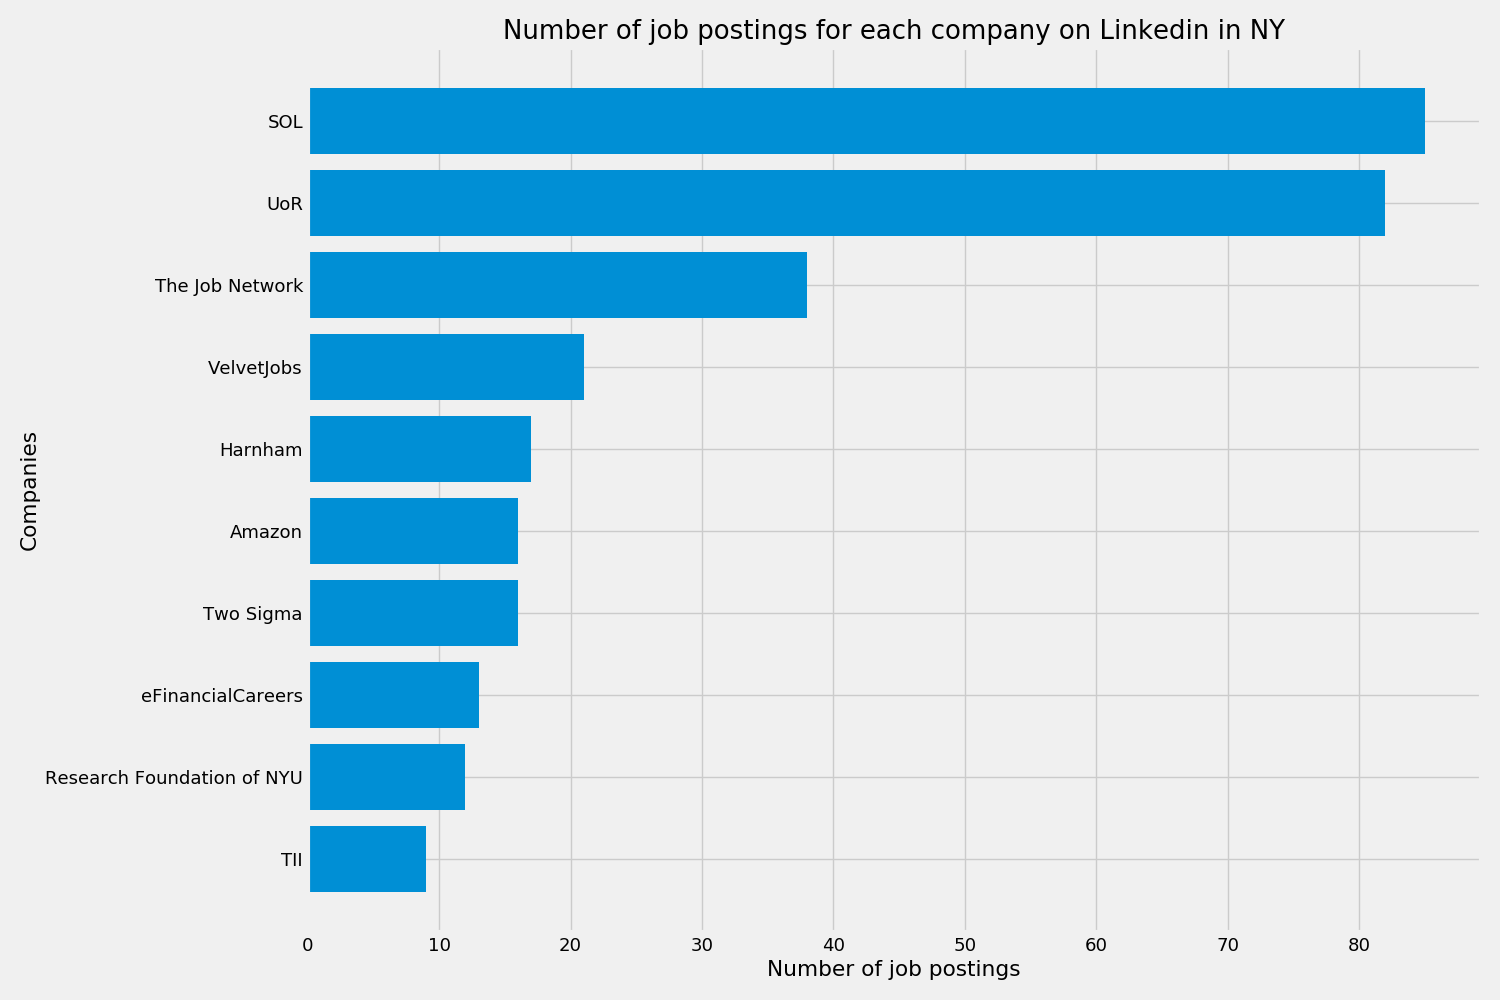 Number of job postings for each company on Linkedin in NY
SOL
UoR
The Job Network
VelvetJobs
Harnham
Amazon
Two Sigma
eFinancialCareers
Research Foundation of NYU
TII
Companies
0 10 20 30 40 50 60 70 80
Number of job postings